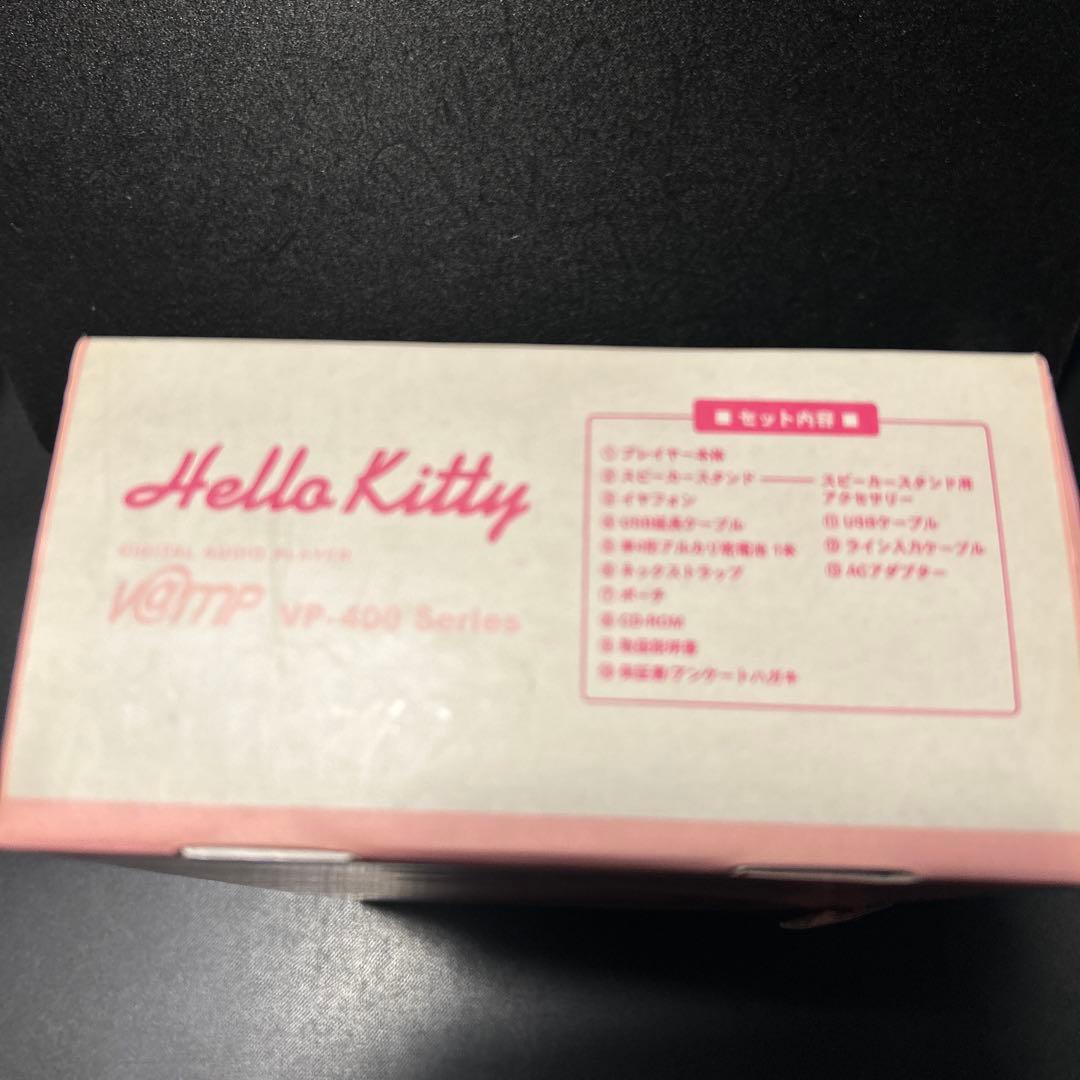 Hello Kitty
DIGITAL AUDIO PLAYER
v@mp VP-400 Series
■ セット内容 ■
① プレイヤー本体
② スピーカースタンド
③ イヤフォン
④ USB延長ケーブル
⑤ 単4形アルカリ乾電池 1本
⑥ ネックストラップ
⑦ ポーチ
⑧ CD-ROM
⑨ 取扱説明書
⑩ 保証書/アンケートハガキ
スピーカースタンド用
アクセサリー
⑪ USBケーブル
⑫ ライン入力ケーブル
⑬ ACアダプター